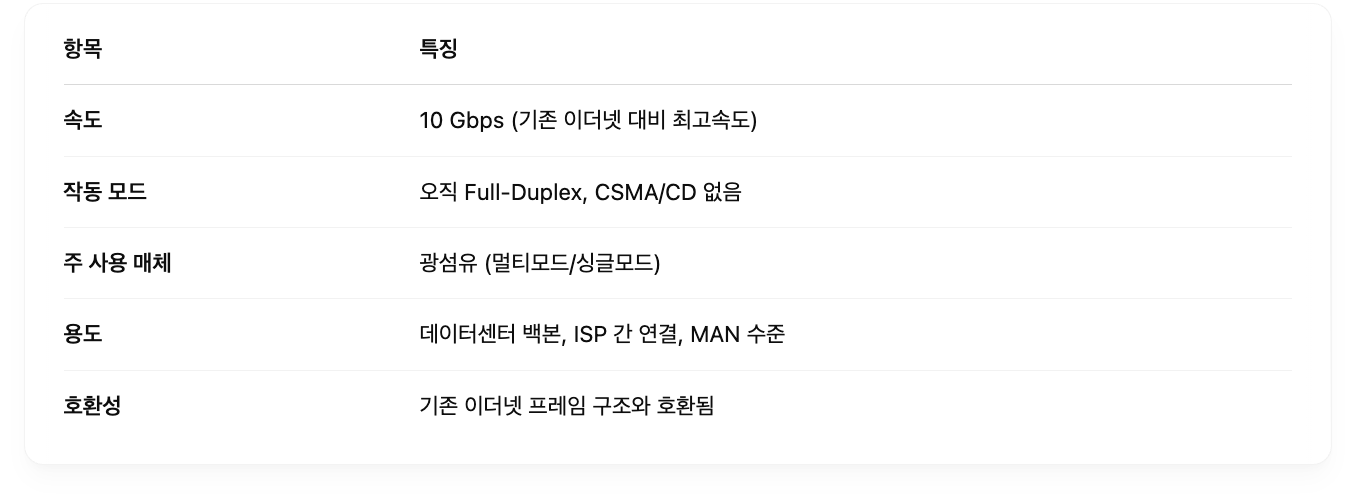 항목 특징
속도 10 Gbps (기존 이더넷 대비 최고속도)
작동 모드 오직 Full-Duplex, CSMA/CD 없음
주 사용 매체 광섬유 (멀티모드/싱글모드)
용도 데이터센터 백본, ISP 간 연결, MAN 수준
호환성 기존 이더넷 프레임 구조와 호환됨